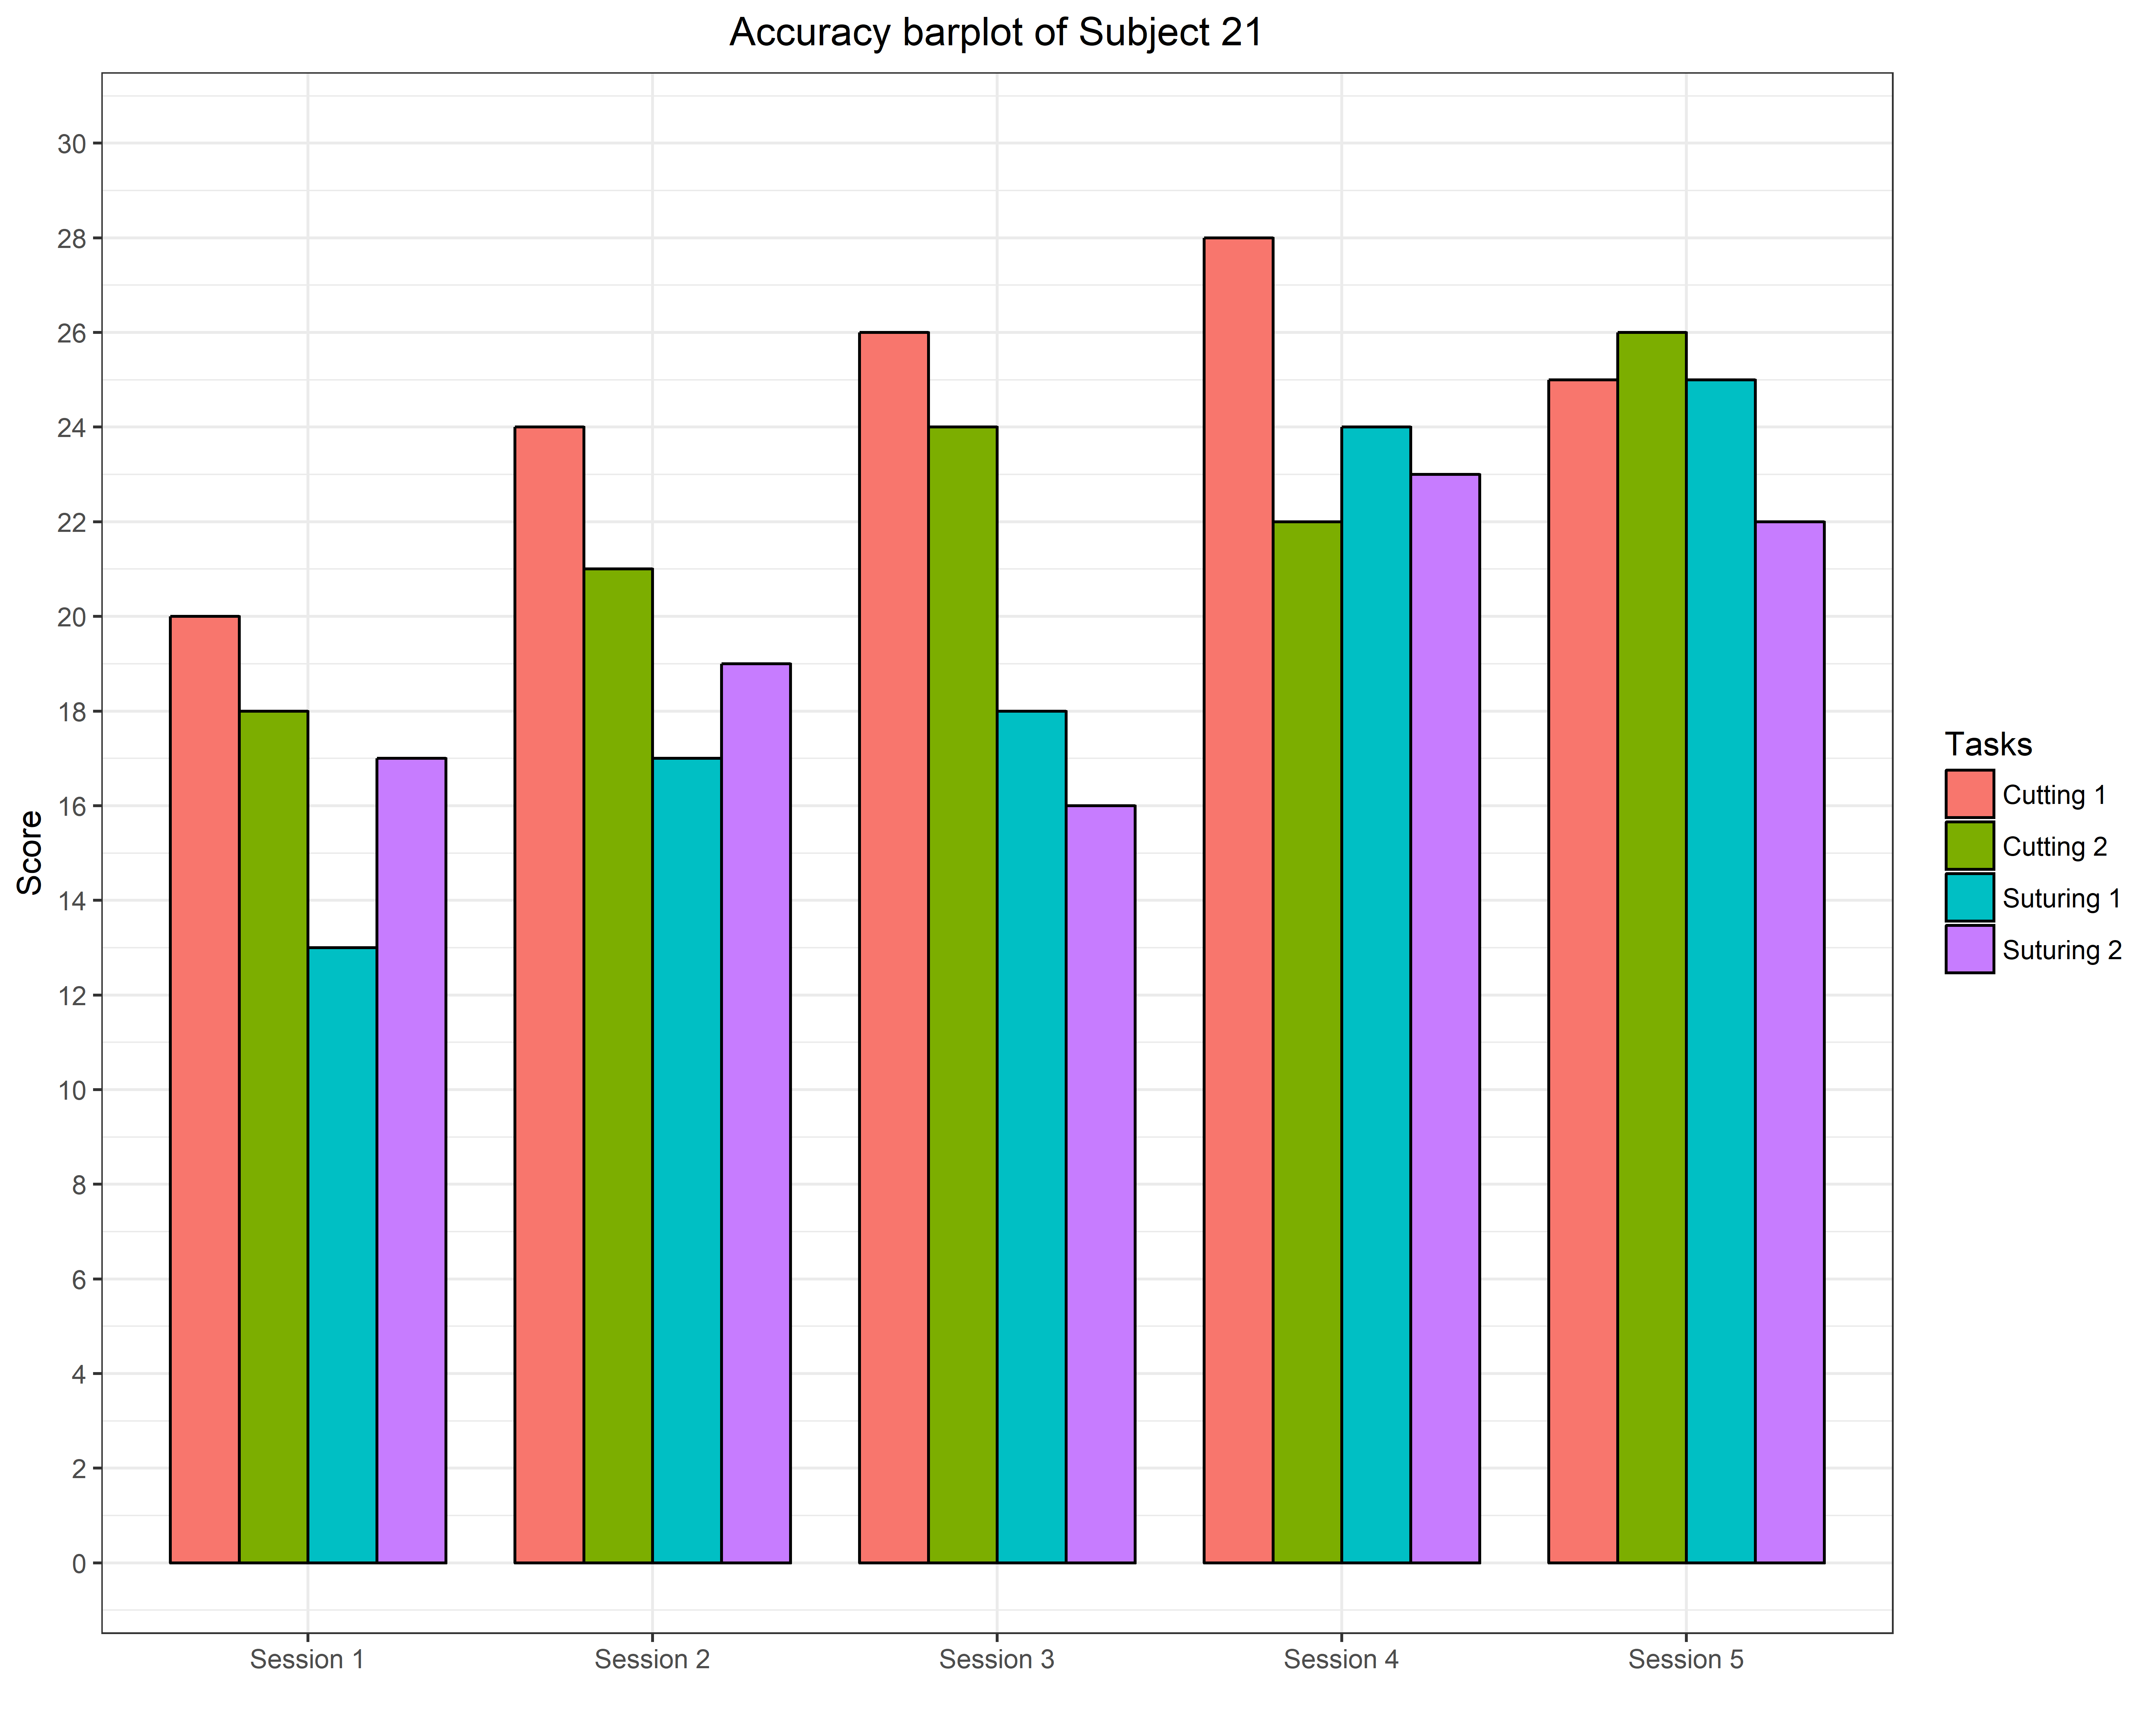 Accuracy barplot of Subject 21
Score
30
28
26
24
22
20
18
16
14
12
10
8
6
4
2
0
Session 1
Session 2
Session 3
Session 4
Session 5
Tasks
Cutting 1
Cutting 2
Suturing 1
Suturing 2